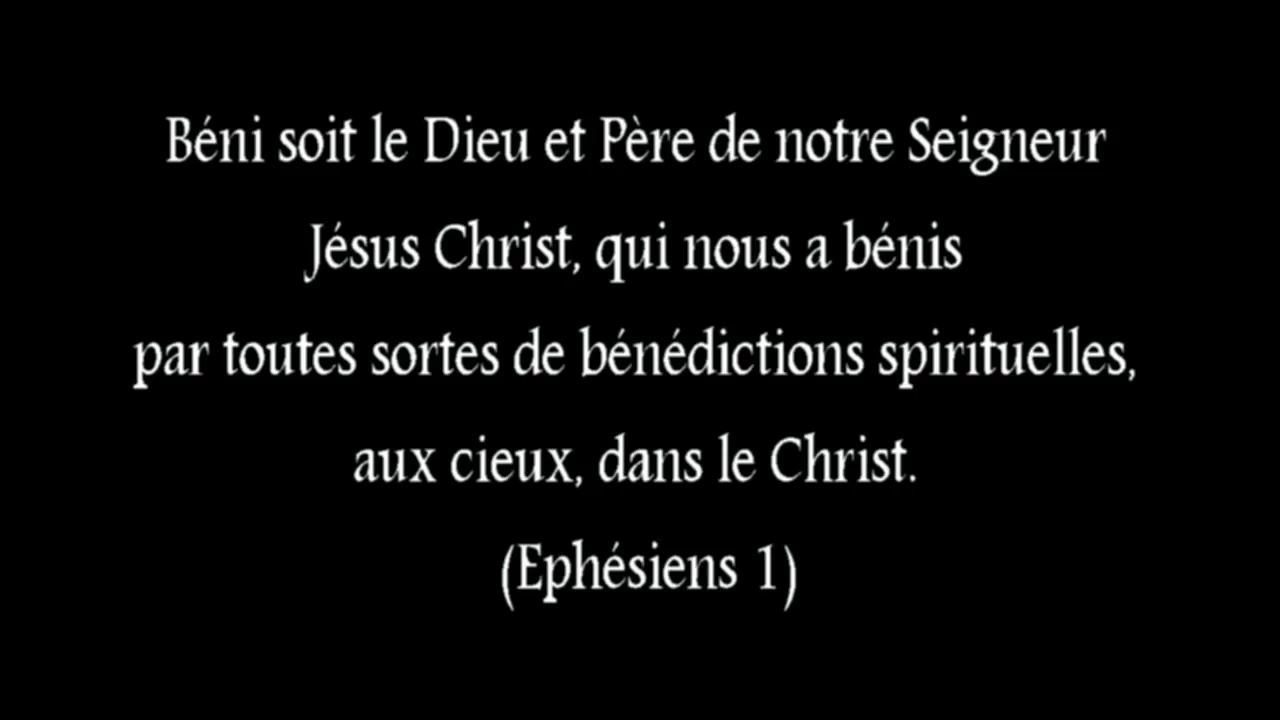 Béni soit le Dieu et Père de notre Seigneur
Jésus Christ, qui nous a bénis
par toutes sortes de bénédictions spirituelles,
aux cieux, dans le Christ.
(Ephésiens 1)